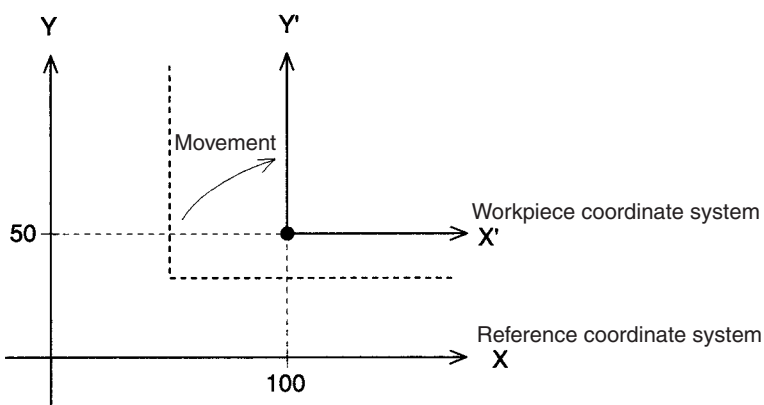 Y
Y'
Movement
Workpiece coordinate system
50
X'
Reference coordinate system
X
100